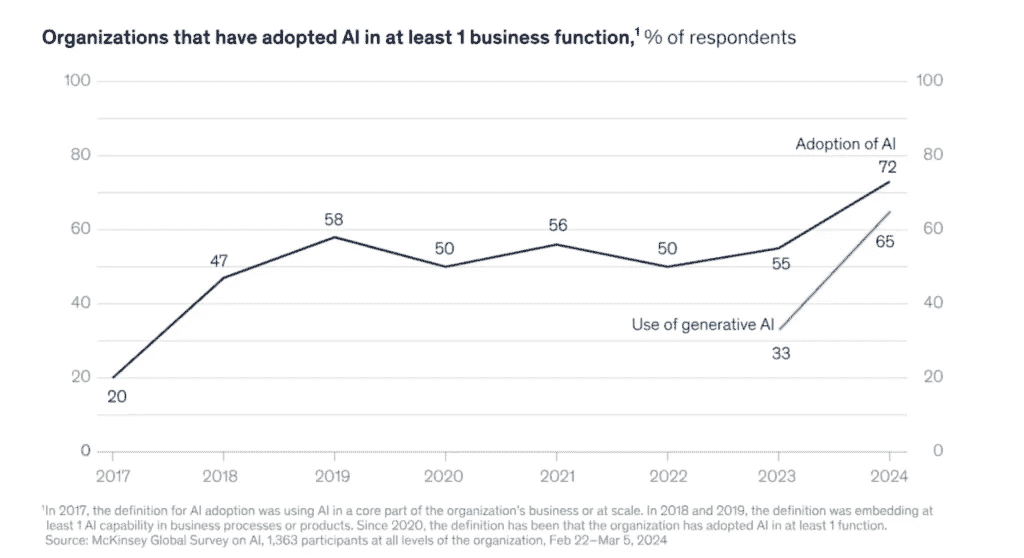 Organizations that have adopted AI in at least 1 business function,¹ % of respondents
100 100
Adoption of AI
80 72 80
58
60 56 60
47 50 50 55 65
40 40
Use of generative AI
33
20 20
20
0 0
2017 2018 2019 2020 2021 2022 2023 2024
¹In 2017, the definition for AI adoption was using AI in a core part of the organization's business or at scale. In 2018 and 2019, the definition was embedding at
least 1 AI capability in business processes or products. Since 2020, the definition has been that the organization has adopted AI in at least 1 function.
Source: McKinsey Global Survey on AI, 1,363 participants at all levels of the organization, Feb 22–Mar 5, 2024